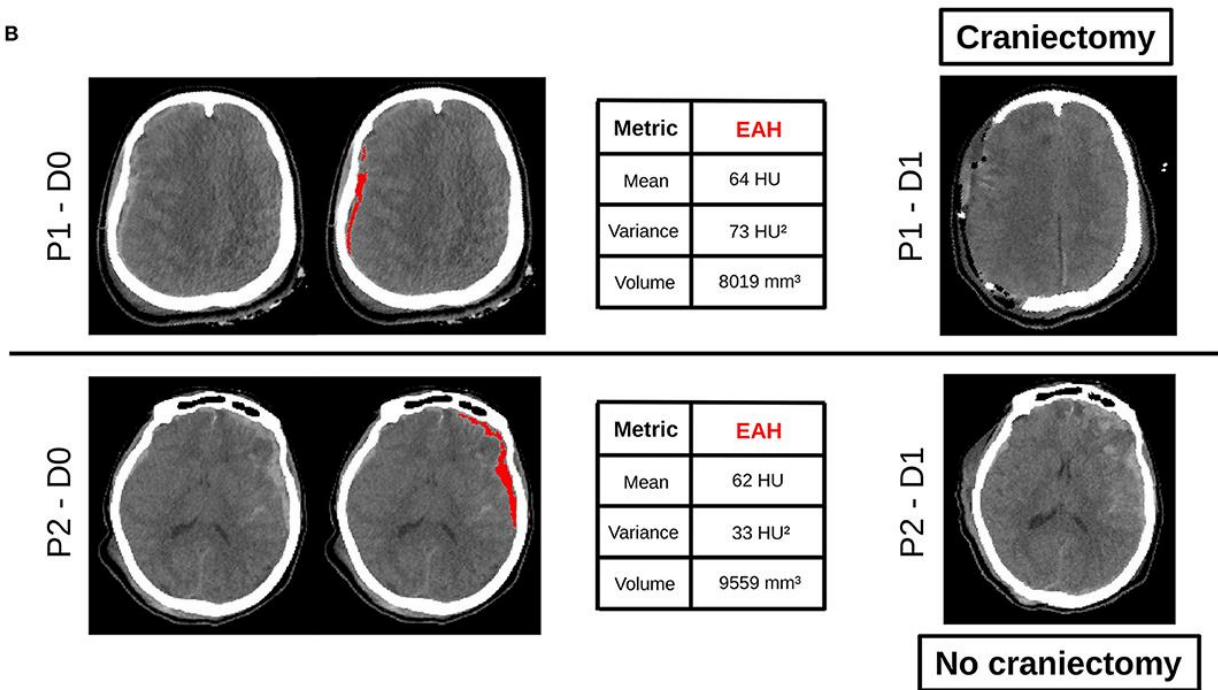 B
Craniectomy
P1 - D0
Metric EAH
Mean 64 HU
Variance 73 HU²
Volume 8019 mm³
P1 - D1
P2 - D0
Metric EAH
Mean 62 HU
Variance 33 HU²
Volume 9559 mm³
P2 - D1
No craniectomy